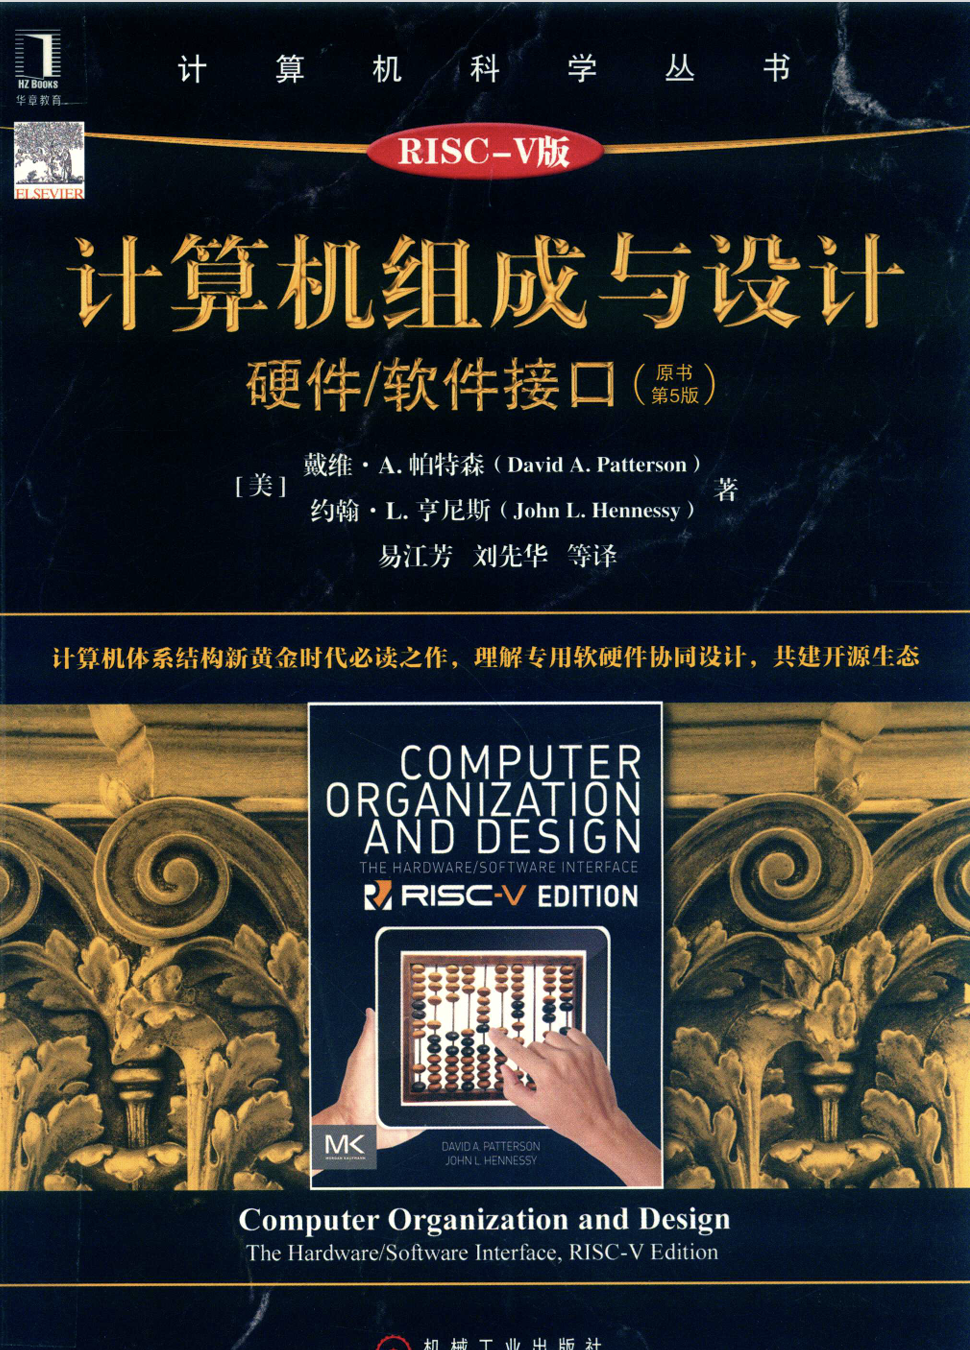 HZ BOOKS
华章教育
计算机科学丛书
ELSEVIER
RISC-V版
计算机组成与设计
硬件/软件接口(原书第5版)
[美]
戴维·A. 帕特森(David A. Patterson)
约翰·L. 亨尼斯(John L. Hennessy)
著
易江芳 刘先华 等译
计算机体系结构新黄金时代必读之作，理解专用软硬件协同设计，共建开源生态
COMPUTER
ORGANIZATION
AND DESIGN
THE HARDWARE/SOFTWARE INTERFACE
RISC-V EDITION
MK
MORGAN KAUFMANN
DAVID A. PATTERSON
JOHN L. HENNESSY
Computer Organization and Design
The Hardware/Software Interface, RISC-V Edition
机械工业出版社